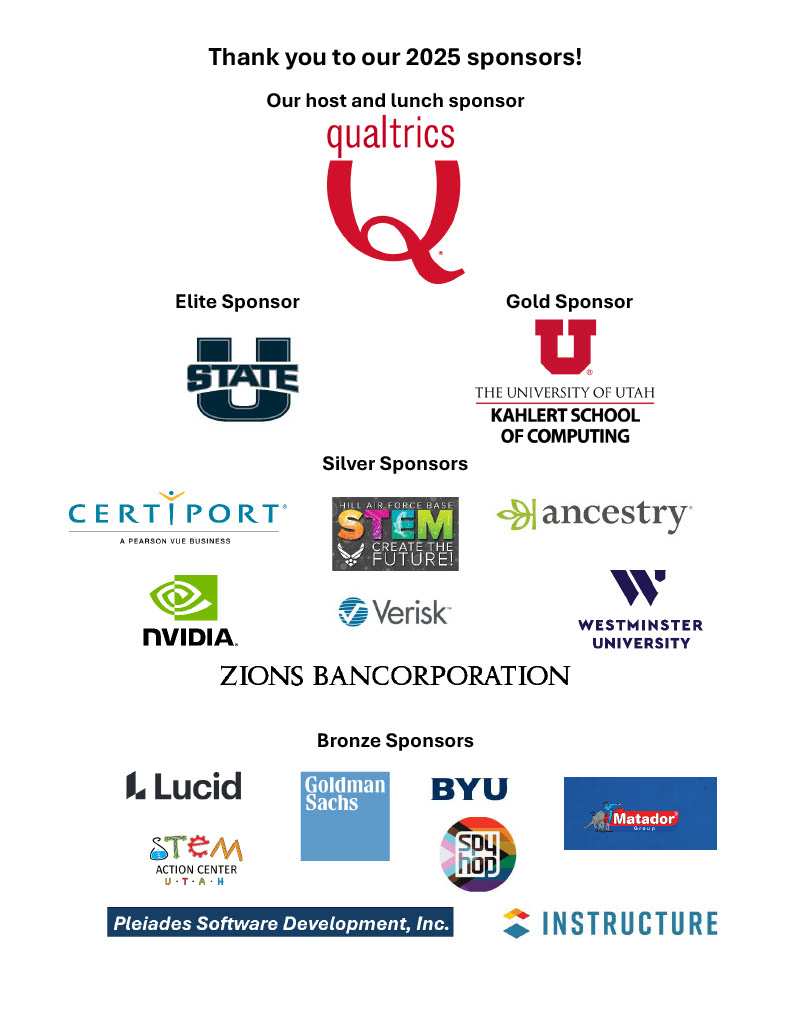 Thank you to our 2025 sponsors!
Our host and lunch sponsor
qualtrics
Q
Elite Sponsor
Gold Sponsor
U
STATE
U
THE UNIVERSITY OF UTAH
KAHLERT SCHOOL
OF COMPUTING
Silver Sponsors
CERTIPORT®
A PEARSON VUE BUSINESS
HILL AIR FORCE BASE
STEM
CREATE THE
FUTURE!
ancestry®
NVIDIA.
Verisk™
W
WESTMINSTER
UNIVERSITY
ZIONS BANCORPORATION
Bronze Sponsors
Lucid
Goldman
Sachs
BYU
Matador®
Group
STEM
ACTION CENTER
U·T·A·H
spy
hop
Pleiades Software Development, Inc.
INSTRUCTURE